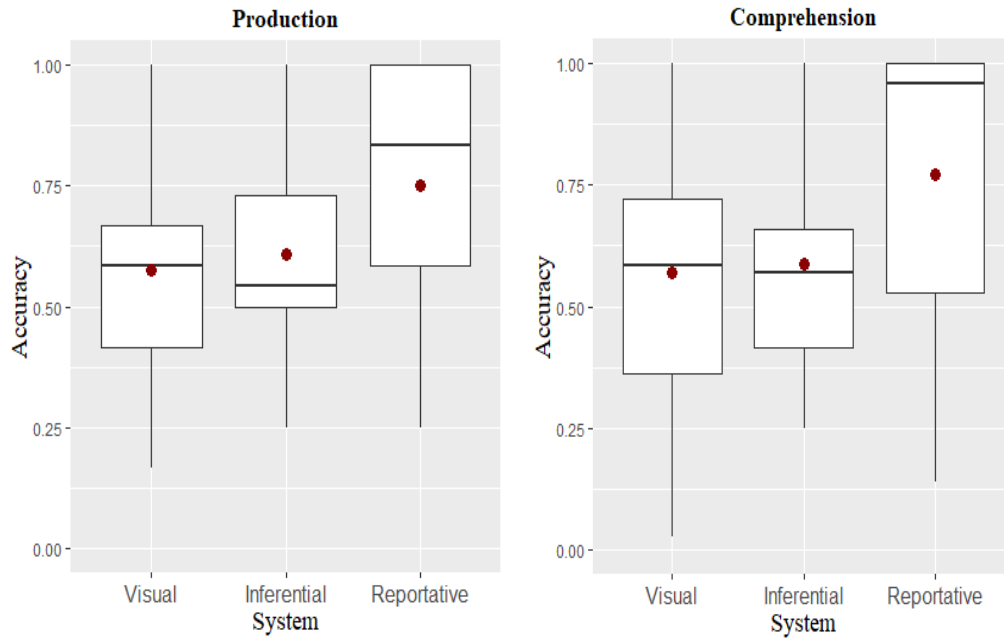 Production
Accuracy
1.00
0.75
0.50
0.25
0.00
Visual Inferential Reportative
System
Comprehension
Accuracy
1.00
0.75
0.50
0.25
0.00
Visual Inferential Reportative
System